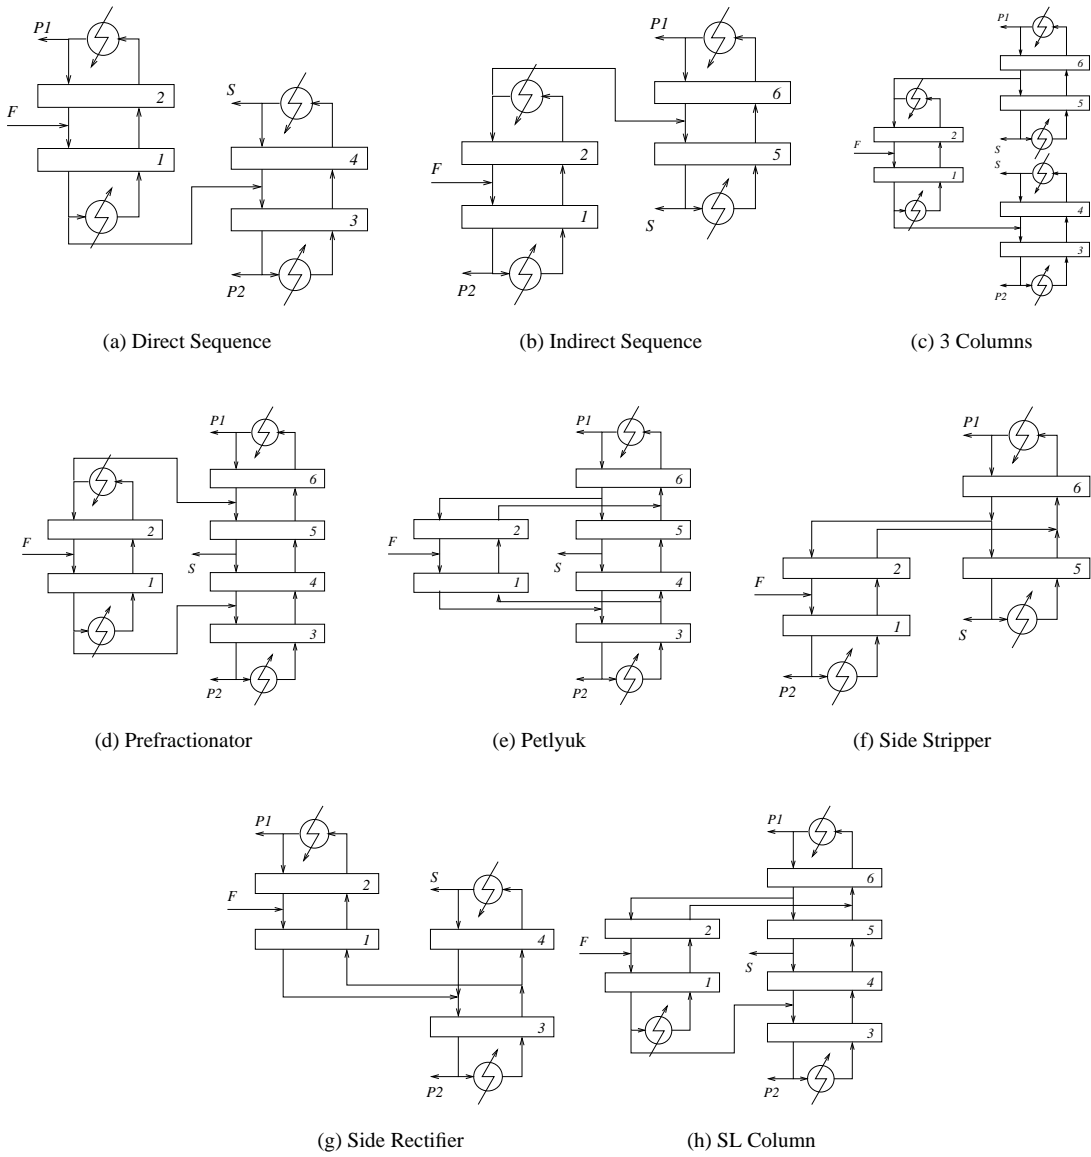 P1
2
F
1
S
4
3
P2
(a) Direct Sequence
P1
6
2
F
5
1
S
P2
(b) Indirect Sequence
P1
6
5
2
F
S
1
S
4
3
P2
(c) 3 Columns
P1
6
2
5
F
S
1
4
3
P2
(d) Prefractionator
P1
6
2
5
F
S
1
4
3
P2
(e) Petlyuk
P1
6
2
5
F
1
S
P2
(f) Side Stripper
P1
2
F
S
1
4
3
P2
(g) Side Rectifier
P1
6
2
5
F
S
1
4
3
P2
(h) SL Column